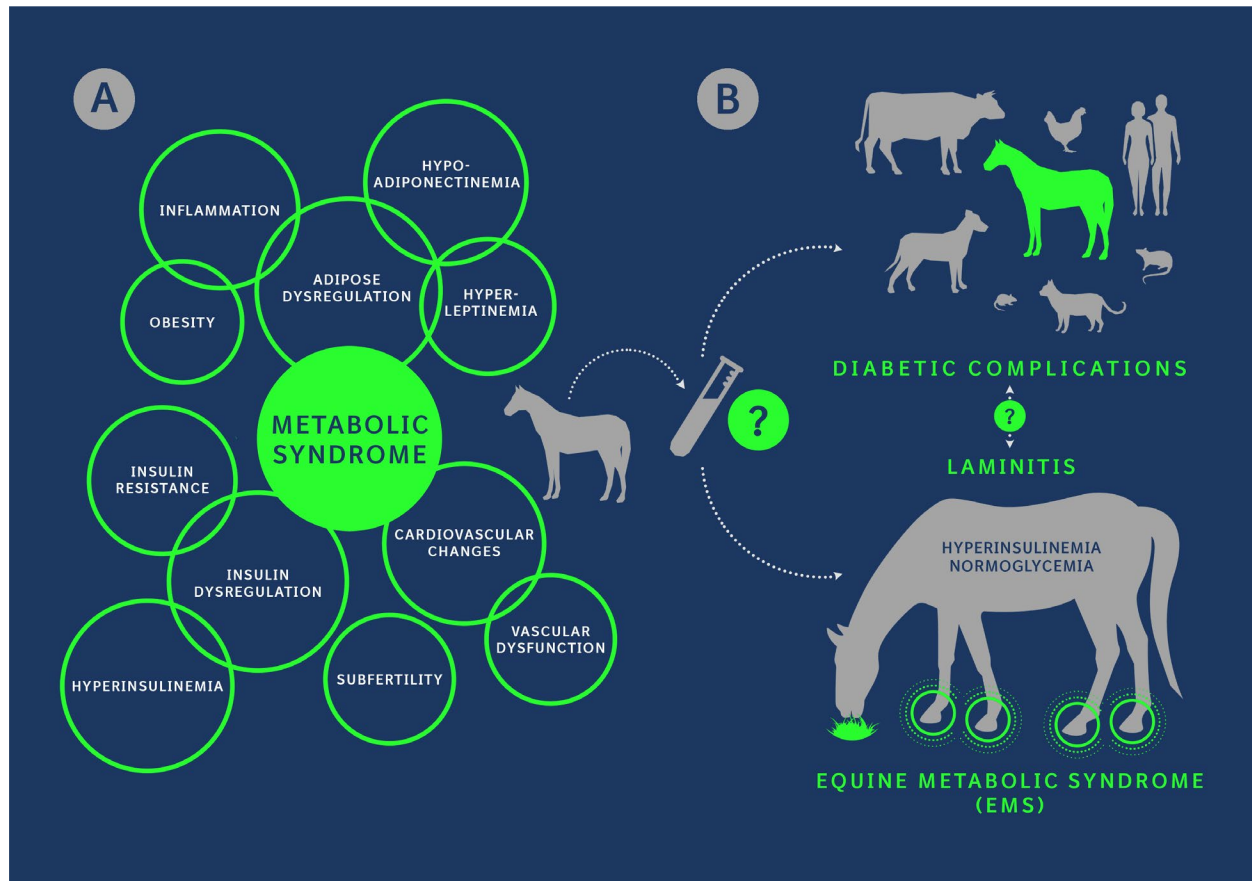 A
INFLAMMATION
HYPO-
ADIPONECTINEMIA
ADIPOSE
DYSREGULATION
HYPER-
LEPTINEMIA
OBESITY
METABOLIC
SYNDROME
INSULIN
RESISTANCE
INSULIN
DYSREGULATION
HYPERINSULINEMIA
CARDIOVASCULAR
CHANGES
VASCULAR
DYSFUNCTION
SUBFERTILITY
?
B
DIABETIC COMPLICATIONS
?
LAMINITIS
HYPERINSULINEMIA
NORMOGLYCEMIA
EQUINE METABOLIC SYNDROME
(EMS)